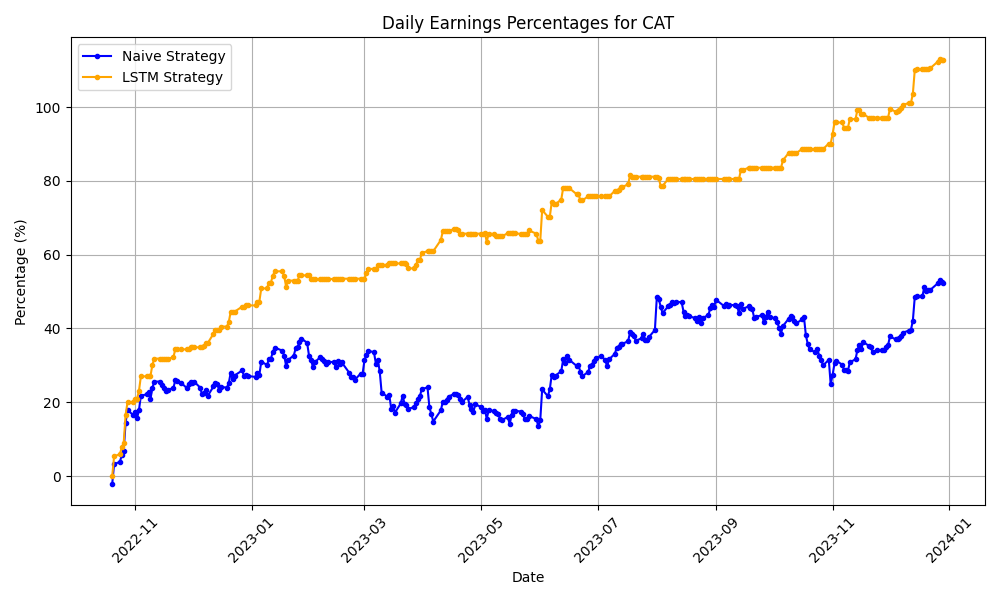 Daily Earnings Percentages for CAT
Naive Strategy
LSTM Strategy
Percentage (%)
100
80
60
40
20
0
2022-11
2023-01
2023-03
2023-05
2023-07
2023-09
2023-11
2024-01
Date